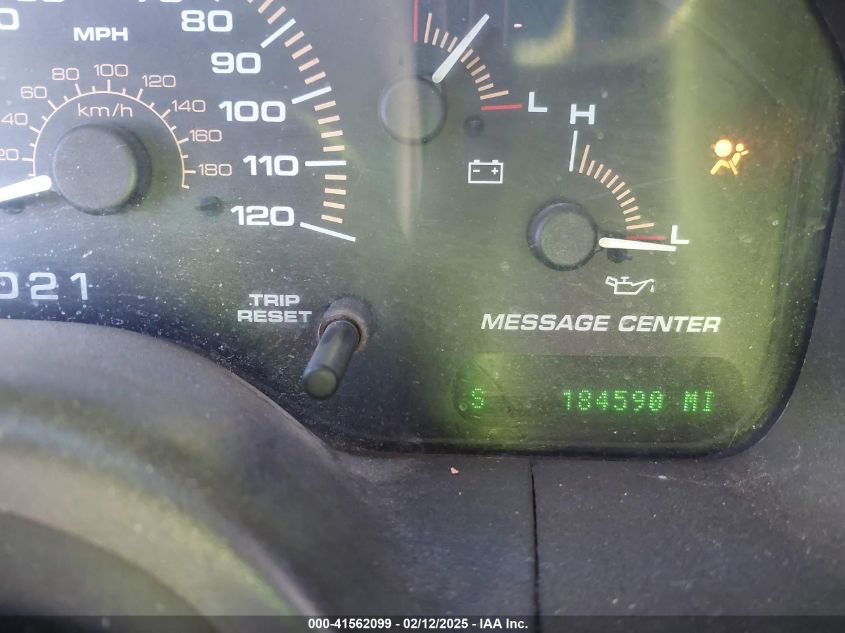 80
MPH
90
100
110
120
20
40
60
80
100
120
140
160
180
km/h
L
H
- +
L
021
TRIP
RESET
MESSAGE CENTER
S 184590 MI
000-41562099 - 02/12/2025 - IAA Inc.